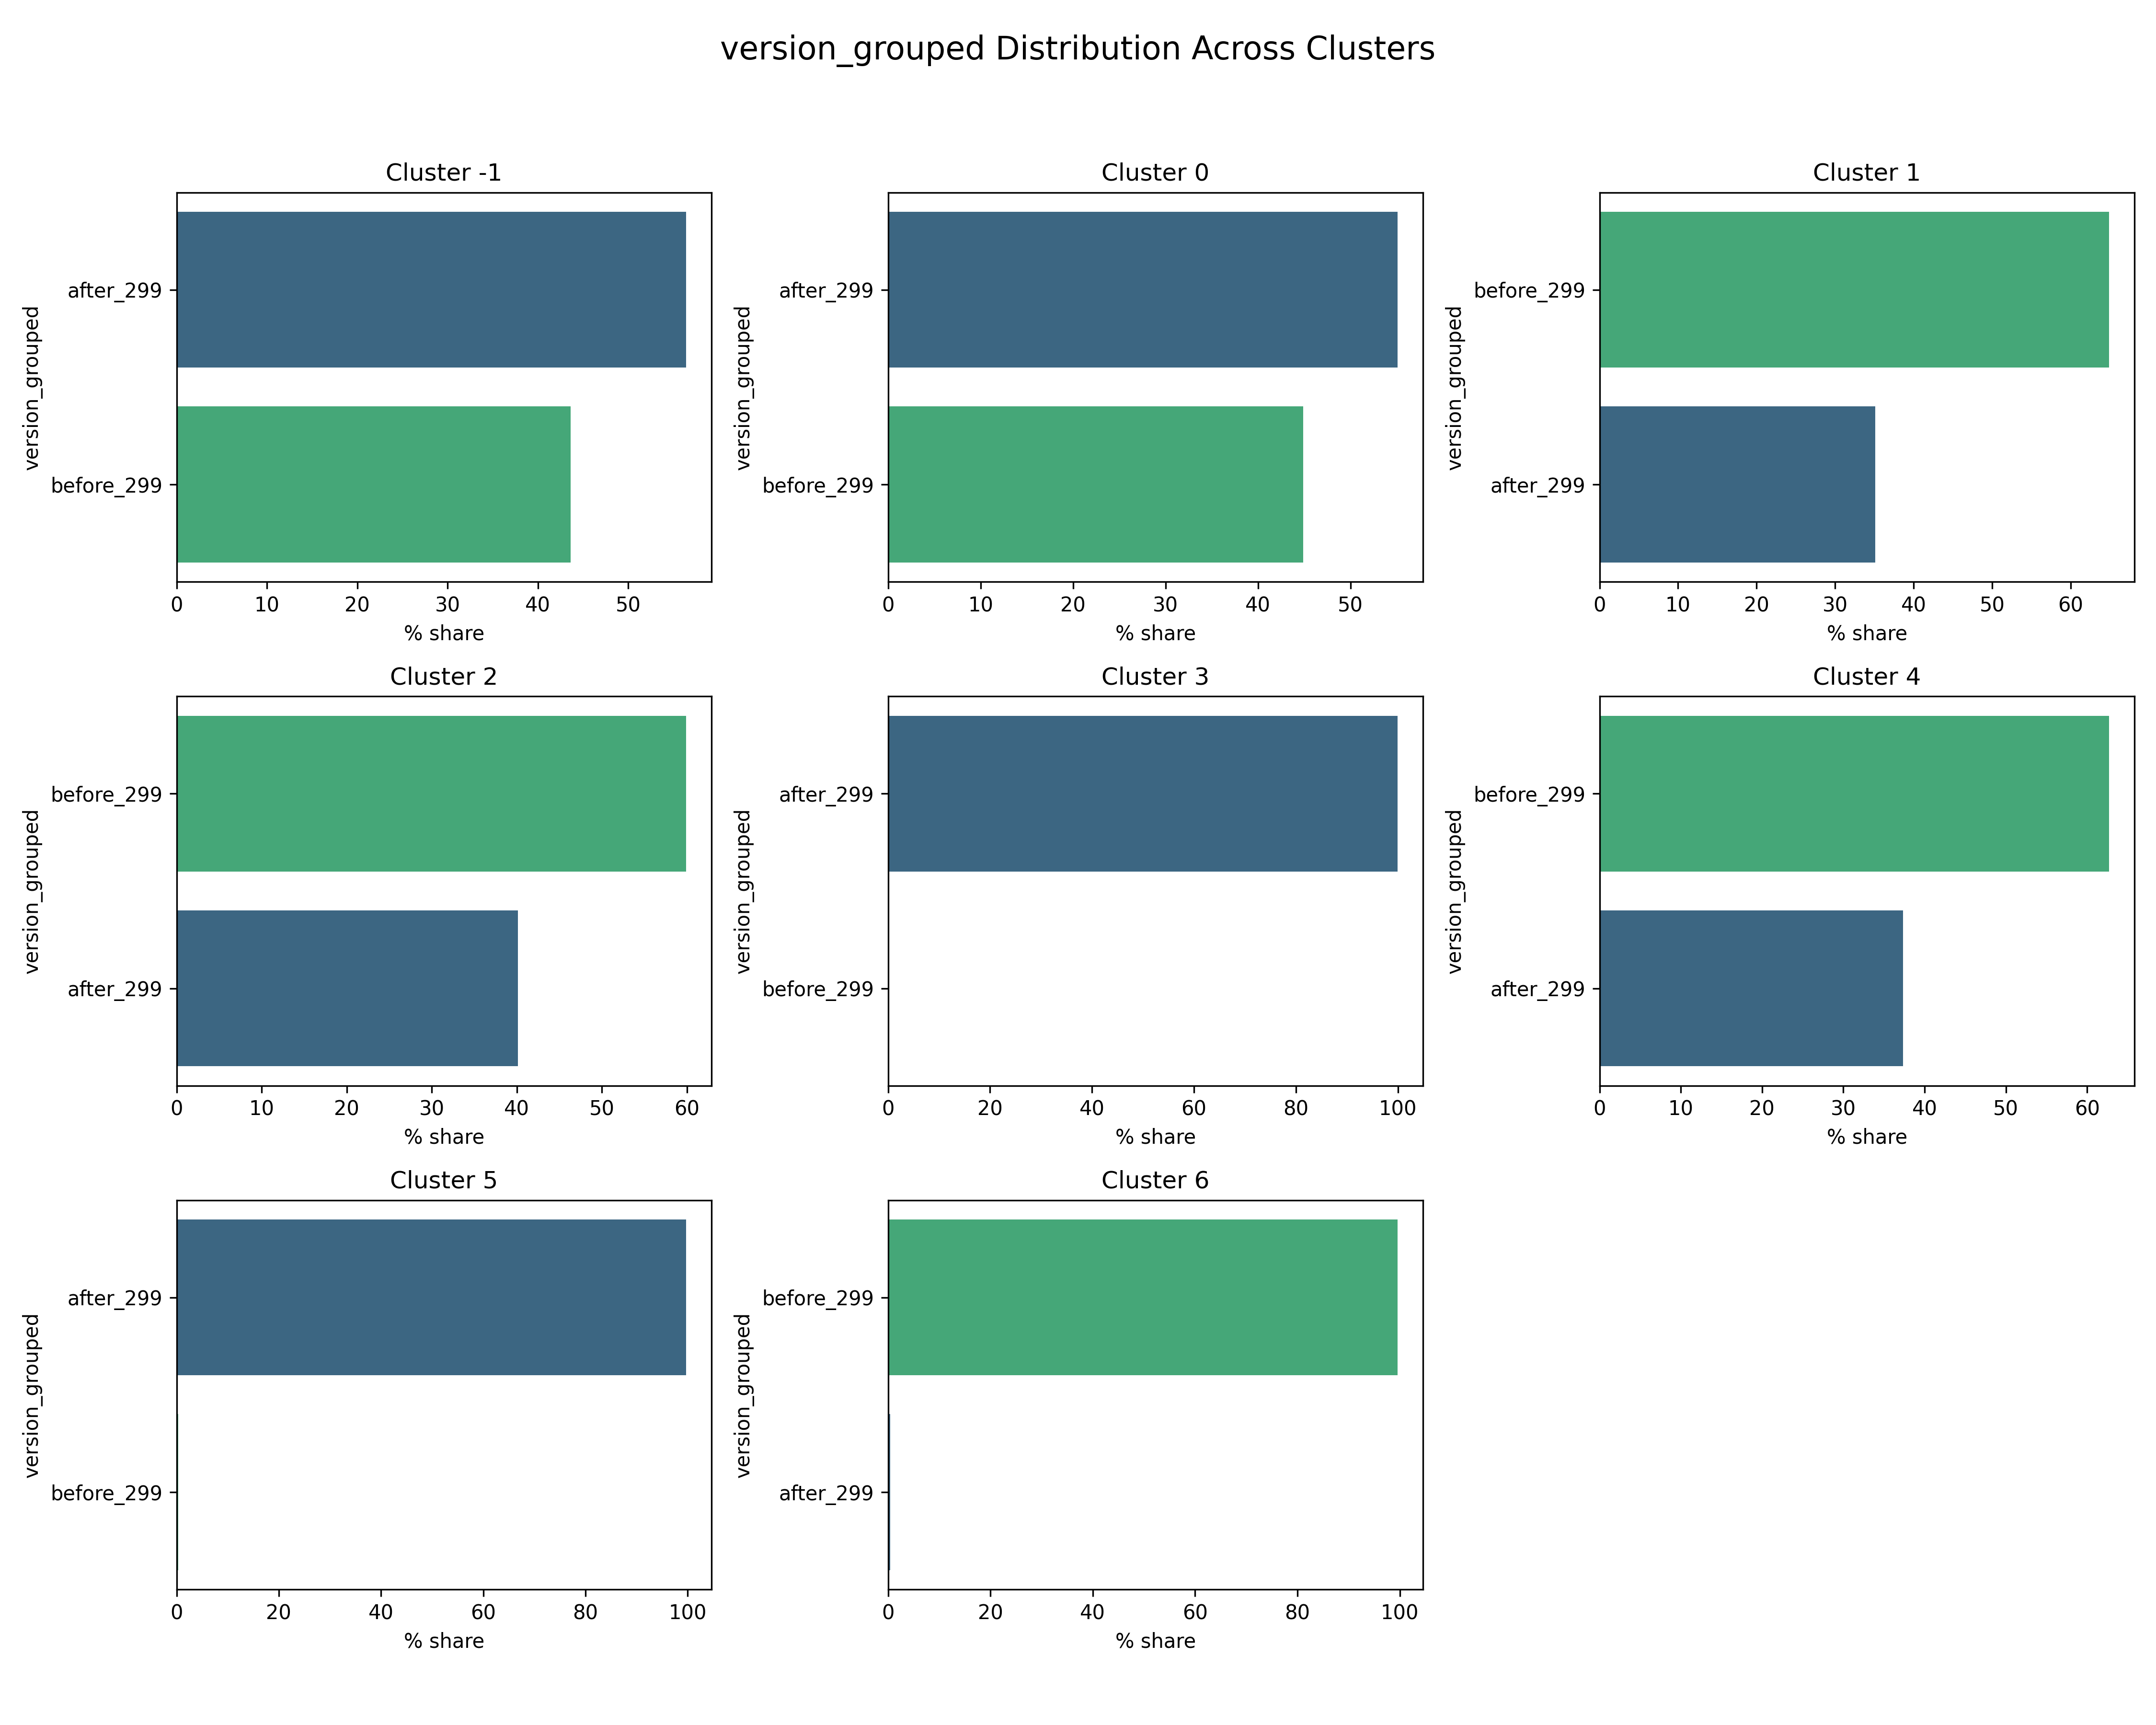 version_grouped Distribution Across Clusters
Cluster -1
version_grouped
after_299
before_299
0 10 20 30 40 50
% share
Cluster 0
version_grouped
after_299
before_299
0 10 20 30 40 50
% share
Cluster 1
version_grouped
before_299
after_299
0 10 20 30 40 50 60
% share
Cluster 2
version_grouped
before_299
after_299
0 10 20 30 40 50 60
% share
Cluster 3
version_grouped
after_299
before_299
0 20 40 60 80 100
% share
Cluster 4
version_grouped
before_299
after_299
0 10 20 30 40 50 60
% share
Cluster 5
version_grouped
after_299
before_299
0 20 40 60 80 100
% share
Cluster 6
version_grouped
before_299
after_299
0 20 40 60 80 100
% share